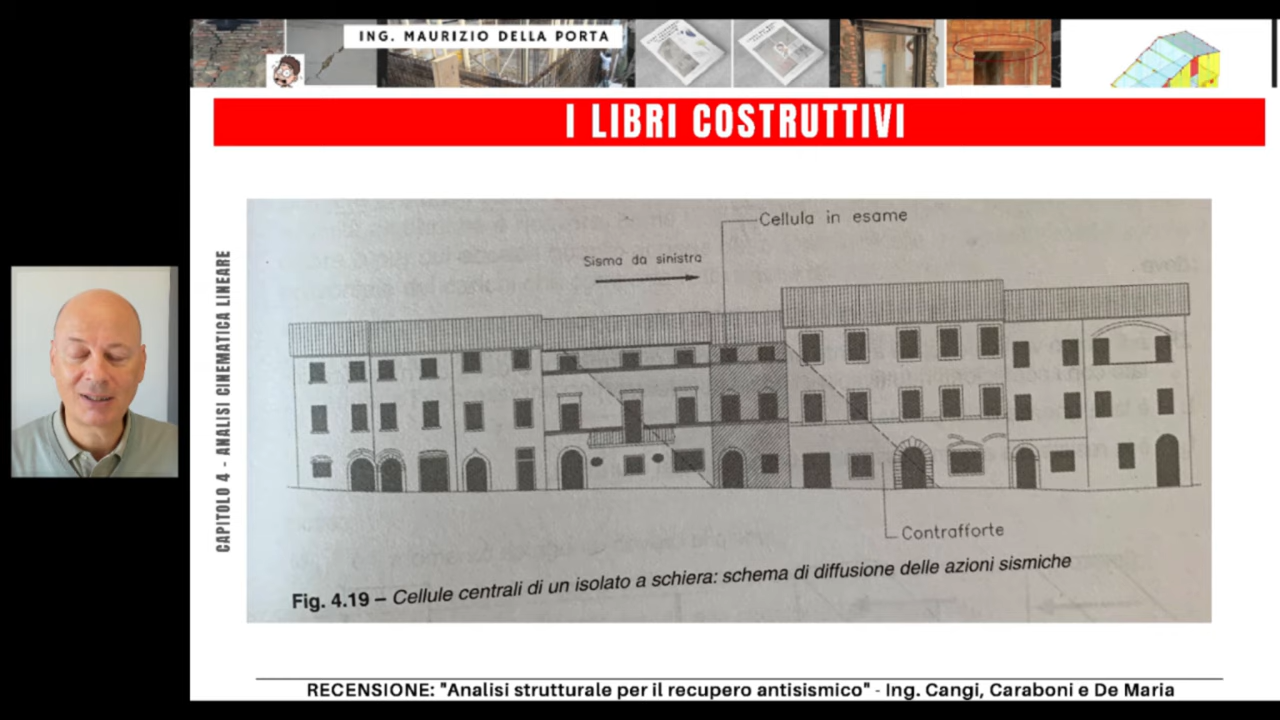 ING. MAURIZIO DELLA PORTA
I LIBRI COSTRUTTIVI
CAPITOLO 4 - ANALISI CINEMATICA LINEARE
Cellula in esame
Sisma da sinistra
Contrafforte
Fig. 4.19 – Cellule centrali di un isolato a schiera: schema di diffusione delle azioni sismiche
RECENSIONE: "Analisi strutturale per il recupero antisismico" - Ing. Cangi, Caraboni e De Maria